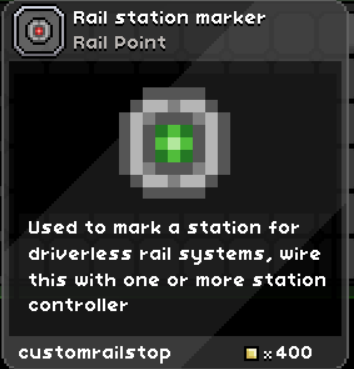 Rail station marker
Rail Point
Used to mark a station for
driverless rail systems, wire
this with one or more station
controller
customrailstop
x400